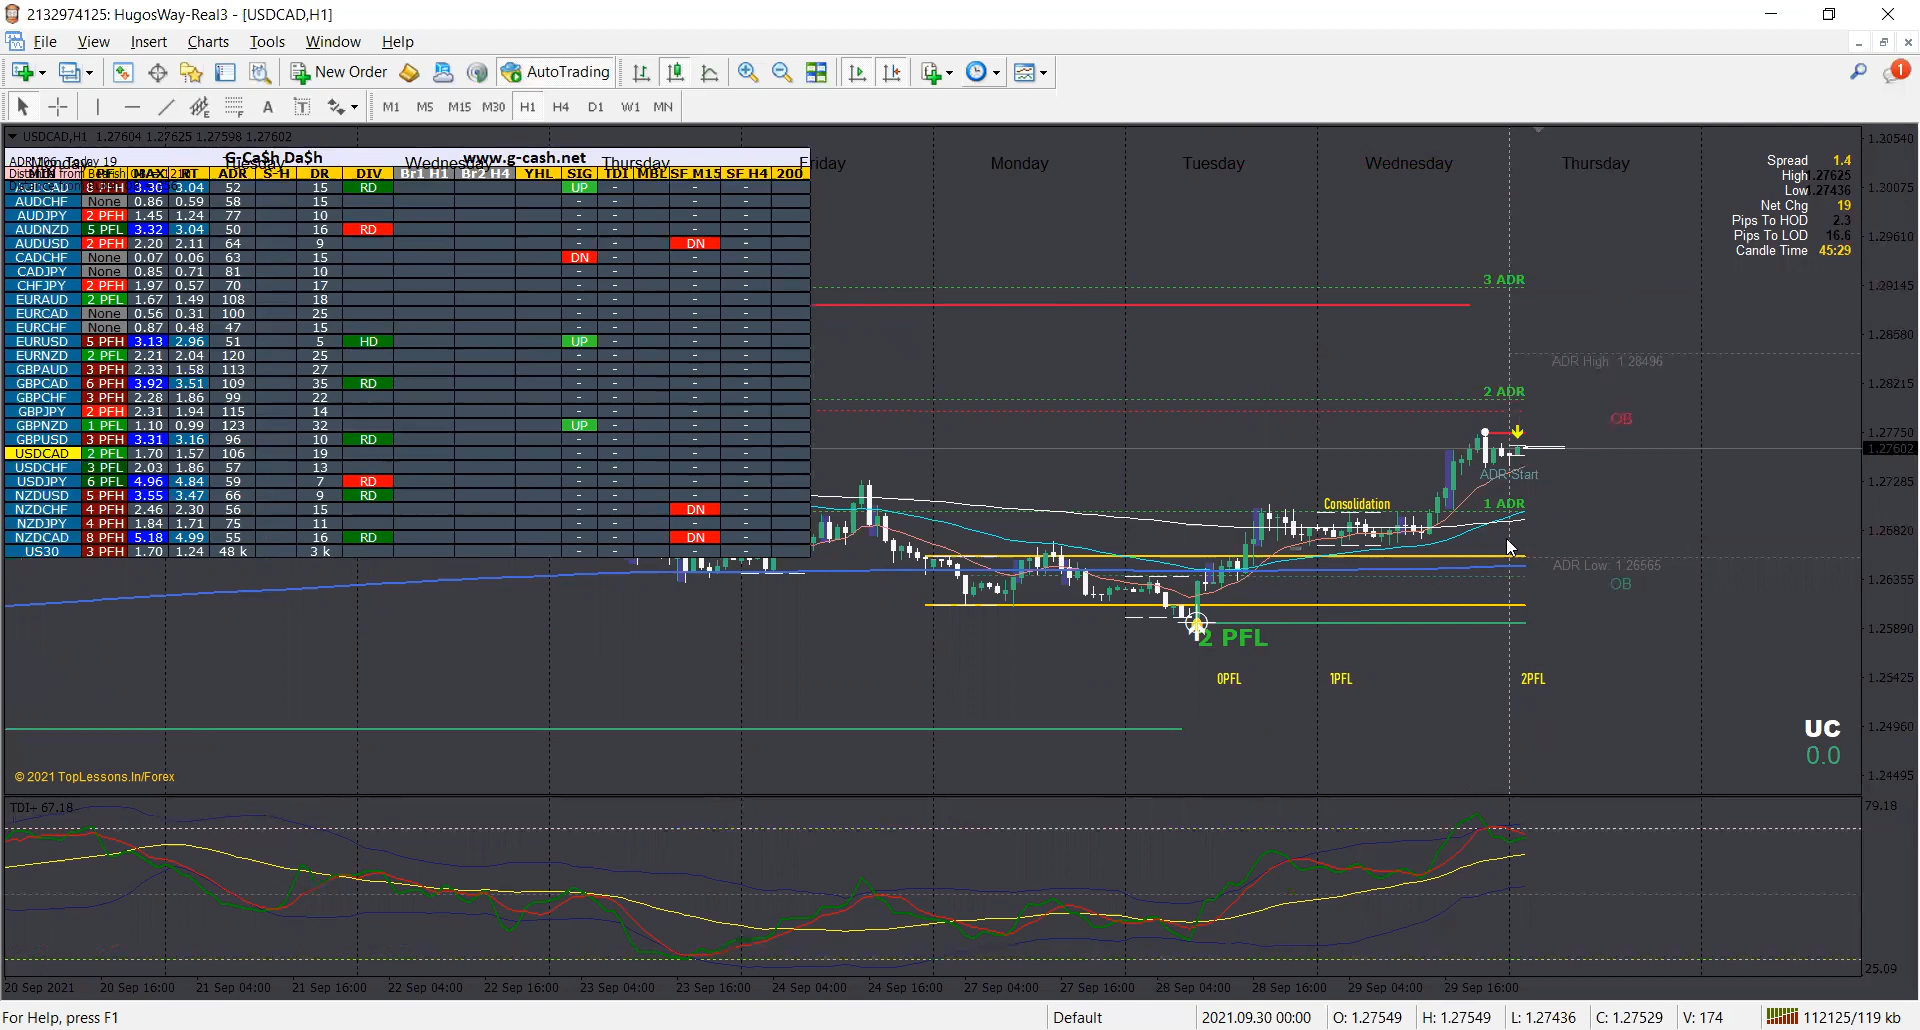 2132974125: HugosWay-Real3 - [USDCAD,H1]
File View Insert Charts Tools Window Help
New Order AutoTrading 1
A T M1 M5 M15 M30 H1 H4 D1 W1 MN
USDCAD,H1 1.27604 1.27625 1.27598 1.27602
G-Ca$h Da$h www.g-cash.net
Monday Tuesday Wednesday Thursday Friday Monday Tuesday Wednesday Thursday
PF MAX RT ADR S-H DR DIV Br1 H1 Br2 H4 YHL SIG TDI MBL SF M15 SF H4 200
AUDCAD 8 PFH 3.30 3.04 52 15 RD UP - - - -
AUDCHF None 0.86 0.59 58 15 - - - -
AUDJPY 2 PFH 1.45 1.24 77 10 - - - -
AUDNZD 5 PFL 3.32 3.04 50 16 RD - - - -
AUDUSD 2 PFH 2.20 2.11 64 9 - - DN -
CADCHF None 0.07 0.06 63 15 DN - - -
CADJPY None 0.85 0.71 81 10 - - - -
CHFJPY 2 PFH 1.97 0.57 70 17 - - - -
EURAUD 2 PFL 1.67 1.49 108 18 - - - -
EURCAD None 0.56 0.31 100 25 - - - -
EURCHF None 0.87 0.48 47 15 - - - -
EURUSD 5 PFH 3.13 2.96 51 5 HD UP - - -
EURNZD 2 PFL 2.21 2.04 120 25 - - - -
GBPAUD 3 PFH 2.33 1.58 113 27 - - - -
GBPCAD 6 PFH 3.92 3.51 109 35 RD - - - -
GBPCHF 3 PFH 2.28 1.86 99 22 - - - -
GBPJPY 2 PFH 2.31 1.94 115 14 - - - -
GBPNZD 1 PFL 1.10 0.99 123 32 UP - - -
GBPUSD 3 PFH 3.31 3.16 96 10 RD - - - -
USDCAD 2 PFL 1.70 1.57 106 19 - - - -
USDCHF 3 PFL 2.03 1.86 57 13 - - - -
USDJPY 6 PFL 4.96 4.84 59 7 RD - - - -
NZDUSD 5 PFH 3.55 3.47 66 9 RD - - - -
NZDCHF 4 PFH 2.46 2.30 56 15 - - DN -
NZDJPY 4 PFH 1.84 1.71 75 11 - - - -
NZDCAD 8 PFH 5.18 4.99 55 16 RD - - DN -
US30 3 PFH 1.70 1.24 48 k 3 k - - - -
Spread 1.4
High 1.27625
Low 1.27436
Net Chg 19
Pips To HOD 2.3
Pips To LOD 16.6
Candle Time 45:29
3 ADR
ADR High 1.28496
2 ADR
OB
ADR Start
Consolidation
1 ADR
ADR Low: 1.26565
OB
2 PFL
0PFL 1PFL 2PFL
UC
0.0
© 2021 TopLessons.In/Forex
1.30540
1.30075
1.29610
1.29145
1.28680
1.28215
1.27750
1.27602
1.27285
1.26820
1.26355
1.25890
1.25425
1.24960
1.24495
TDI+ 67.18
79.18
25.09
20 Sep 2021 20 Sep 16:00 21 Sep 04:00 21 Sep 16:00 22 Sep 04:00 22 Sep 16:00 23 Sep 04:00 23 Sep 16:00 24 Sep 04:00 24 Sep 16:00 27 Sep 04:00 27 Sep 16:00 28 Sep 04:00 28 Sep 16:00 29 Sep 04:00 29 Sep 16:00
For Help, press F1 Default 2021.09.30 00:00 O: 1.27549 H: 1.27549 L: 1.27436 C: 1.27529 V: 174 112125/119 kb